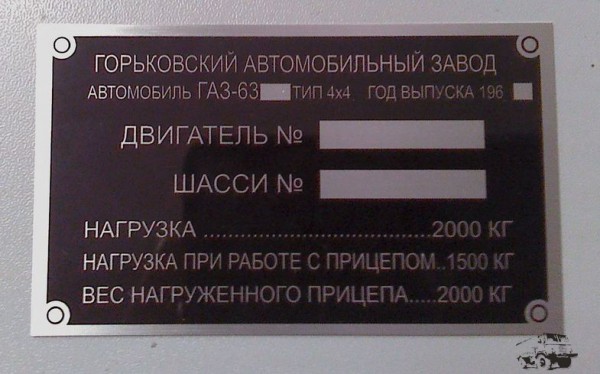 ГОРЬКОВСКИЙ АВТОМОБИЛЬНЫЙ ЗАВОД
АВТОМОБИЛЬ ГАЗ-63 ТИП 4х4 ГОД ВЫПУСКА 196
ДВИГАТЕЛЬ №
ШАССИ №
НАГРУЗКА ..............................2000 КГ
НАГРУЗКА ПРИ РАБОТЕ С ПРИЦЕПОМ..1500 КГ
ВЕС НАГРУЖЕННОГО ПРИЦЕПА.....2000 КГ